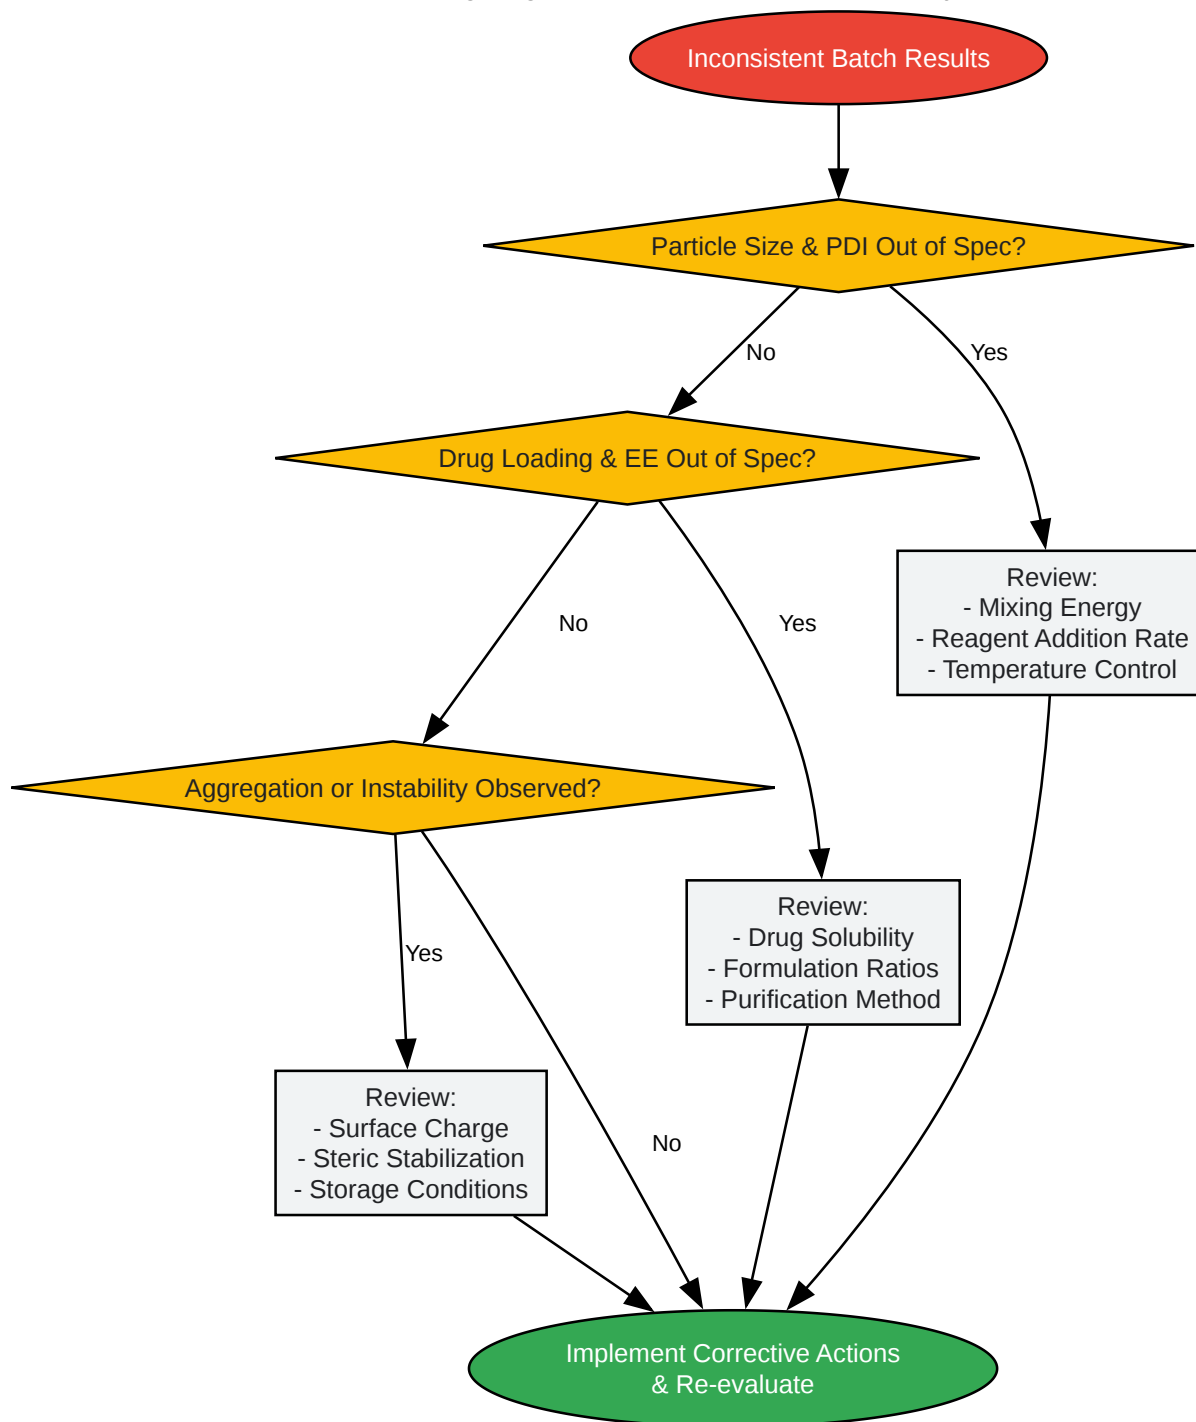 Inconsistent Batch Results
Particle Size & PDI Out of Spec?
No
Yes
Drug Loading & EE Out of Spec?
Review:
- Mixing Energy
- Reagent Addition Rate
- Temperature Control
No
Yes
Aggregation or Instability Observed?
Review:
- Drug Solubility
- Formulation Ratios
- Purification Method
Yes
Review:
- Surface Charge
- Steric Stabilization
- Storage Conditions
No
Implement Corrective Actions
& Re-evaluate